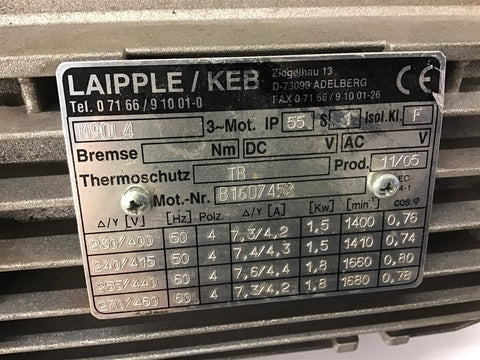 LAIPPLE / KEB
Ziegelhau 13
D-73099 ADELBERG
Tel. 0 71 66 / 9 10 01-0
FAX 0 71 66 / 9 10 01-26
CE
M90L4 3~Mot. IP 55 S 1 Isol.Kl. F
Bremse Nm DC V AC V
Thermoschutz TR Prod. 11/05
Mot.-Nr.
Δ/Y [V] [Hz] Polz. Δ/Y [A] [Kw] [min⁻¹] cos φ
230/400 50 4 7,3/4,2 1,5 1400 0,76
240/415 50 4 7,4/4,3 1,5 1410 0,74
255/440 60 4 7,6/4,4 1,8 1660 0,80
270/460 60 4 7,3/4,2 1,8 1680 0,78